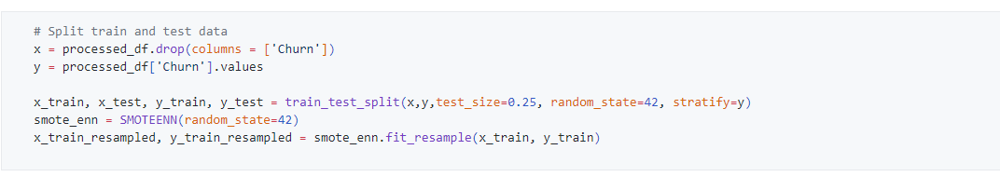 # Split train and test data
x = processed_df.drop(columns = ['Churn'])
y = processed_df['Churn'].values
x_train, x_test, y_train, y_test = train_test_split(x,y,test_size=0.25, random_state=42, stratify=y)
smote_enn = SMOTEENN(random_state=42)
x_train_resampled, y_train_resampled = smote_enn.fit_resample(x_train, y_train)